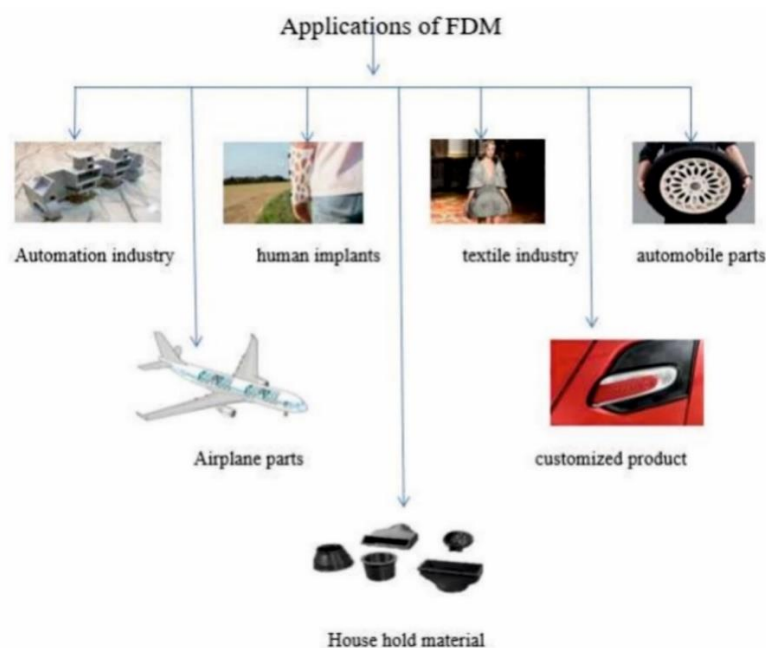 Applications of FDM
Automation industry
human implants
textile industry
automobile parts
Airplane parts
customized product
House hold material